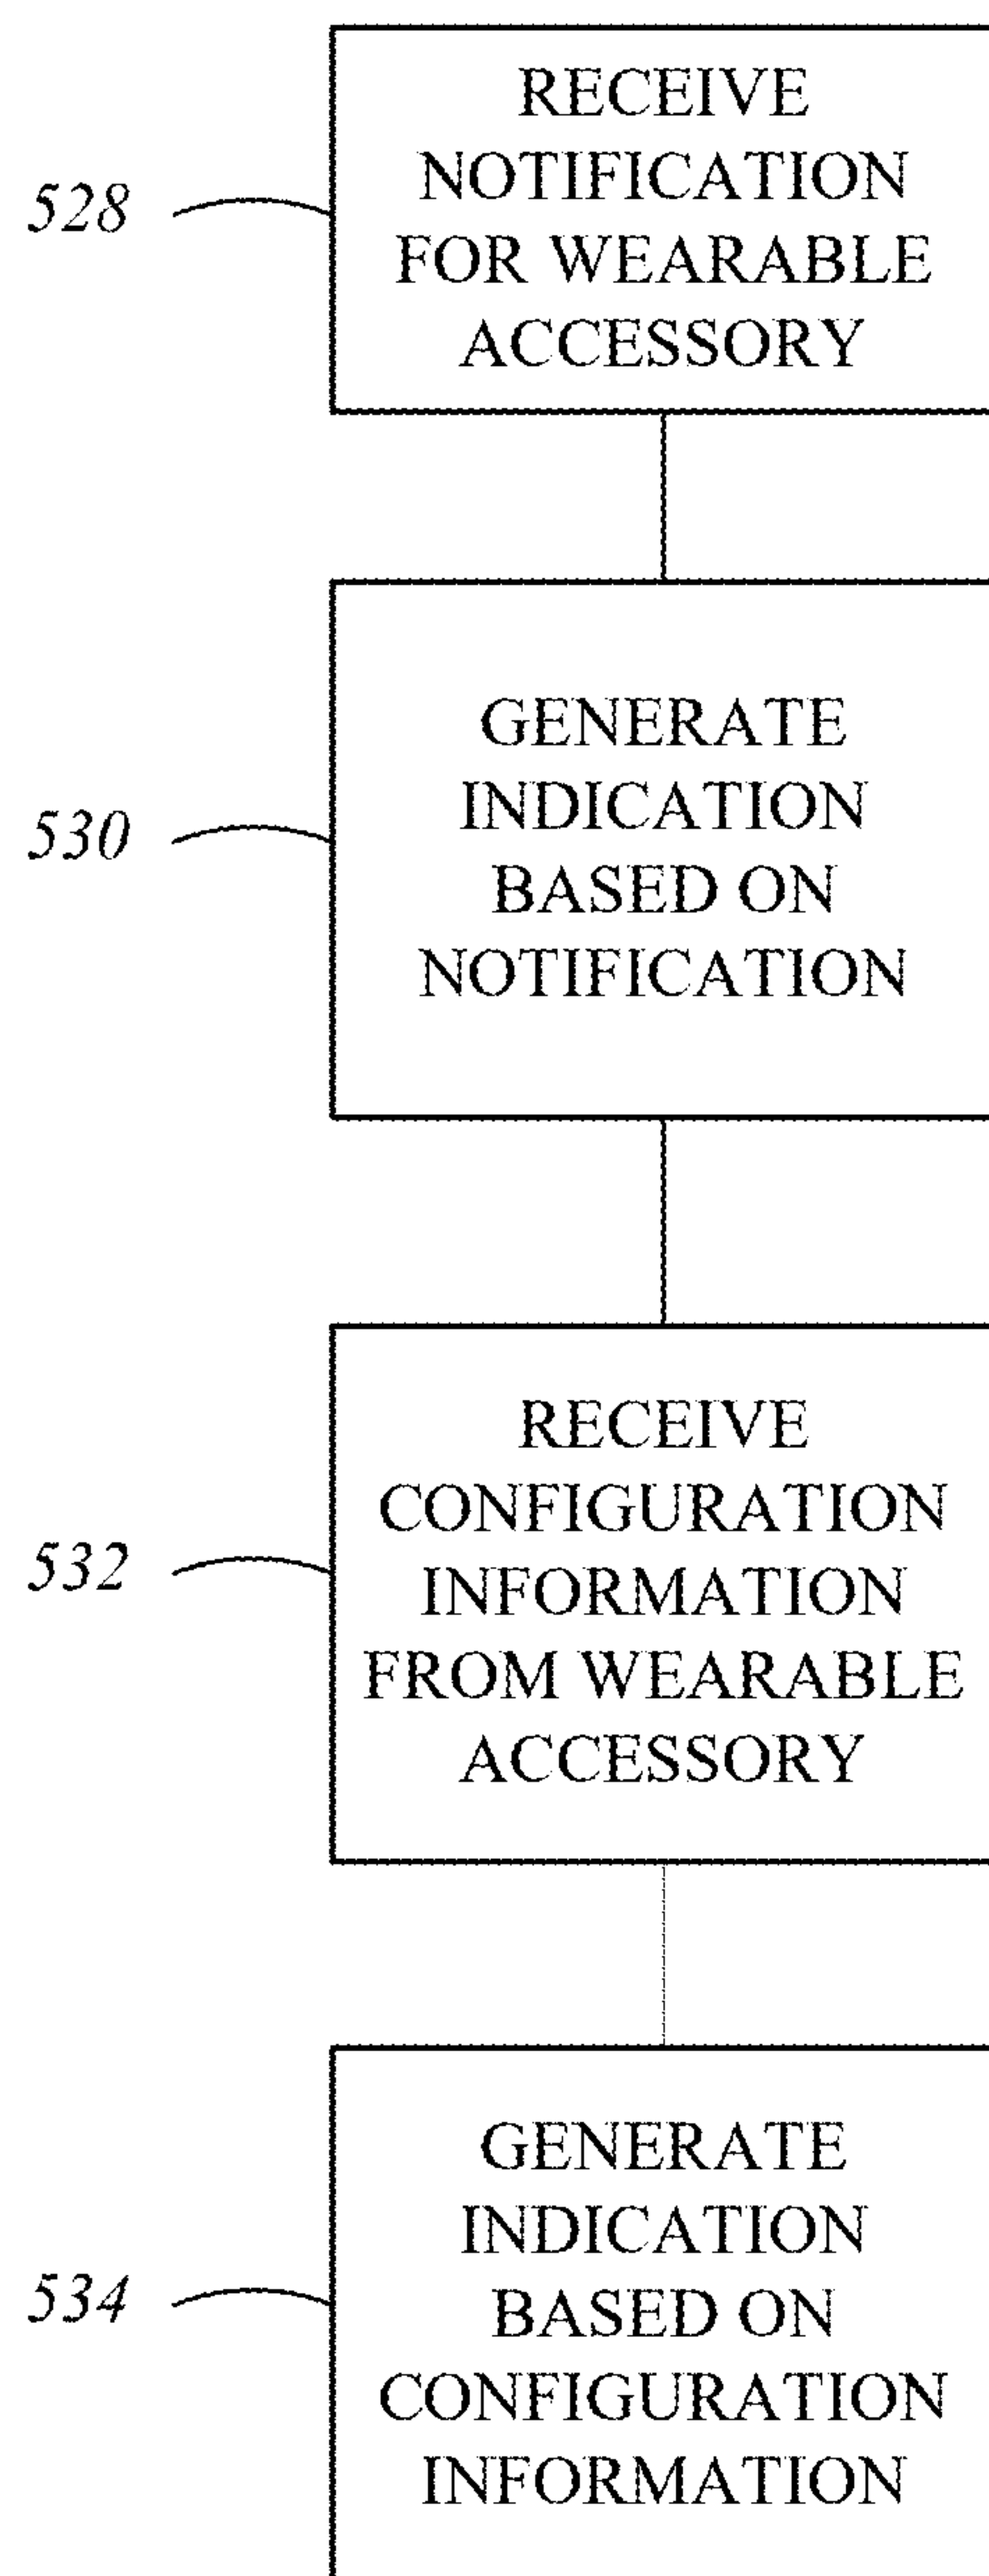 RECEIVE
NOTIFICATION
FOR WEARABLE
ACCESSORY
528
GENERATE
INDICATION
BASED ON
NOTIFICATION
530
RECEIVE
CONFIGURATION
INFORMATION
FROM WEARABLE
ACCESSORY
532
GENERATE
INDICATION
BASED ON
CONFIGURATION
INFORMATION
534